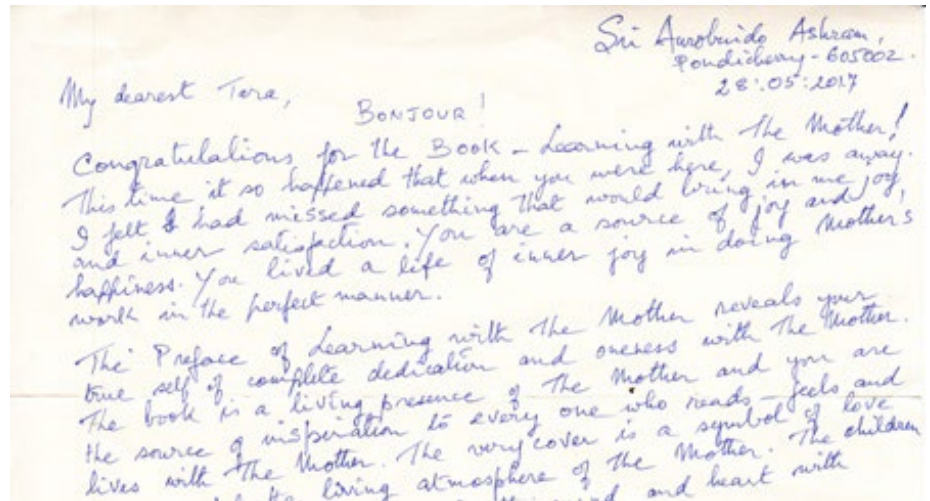 Sri Aurobindo Ashram,
Pondicherry - 605002.
28:05:2017
My dearest Tara,
BONJOUR!
Congratulations for the Book - Learning with The Mother!
This time it so happened that when you were here, I was away.
I felt I had missed something that would bring in me joy
and inner satisfaction. You are a source of joy and joy,
happiness. You lived a life of inner joy in doing Mother's
work in the perfect manner.
The Preface of Learning with The Mother reveals your
true self of complete dedication and oneness with The Mother.
The book is a living presence of The Mother and you are
the source of inspiration to every one who reads - feels and
lives with The Mother. The very cover is a symbol of love
living atmosphere of The Mother. The children
and heart with